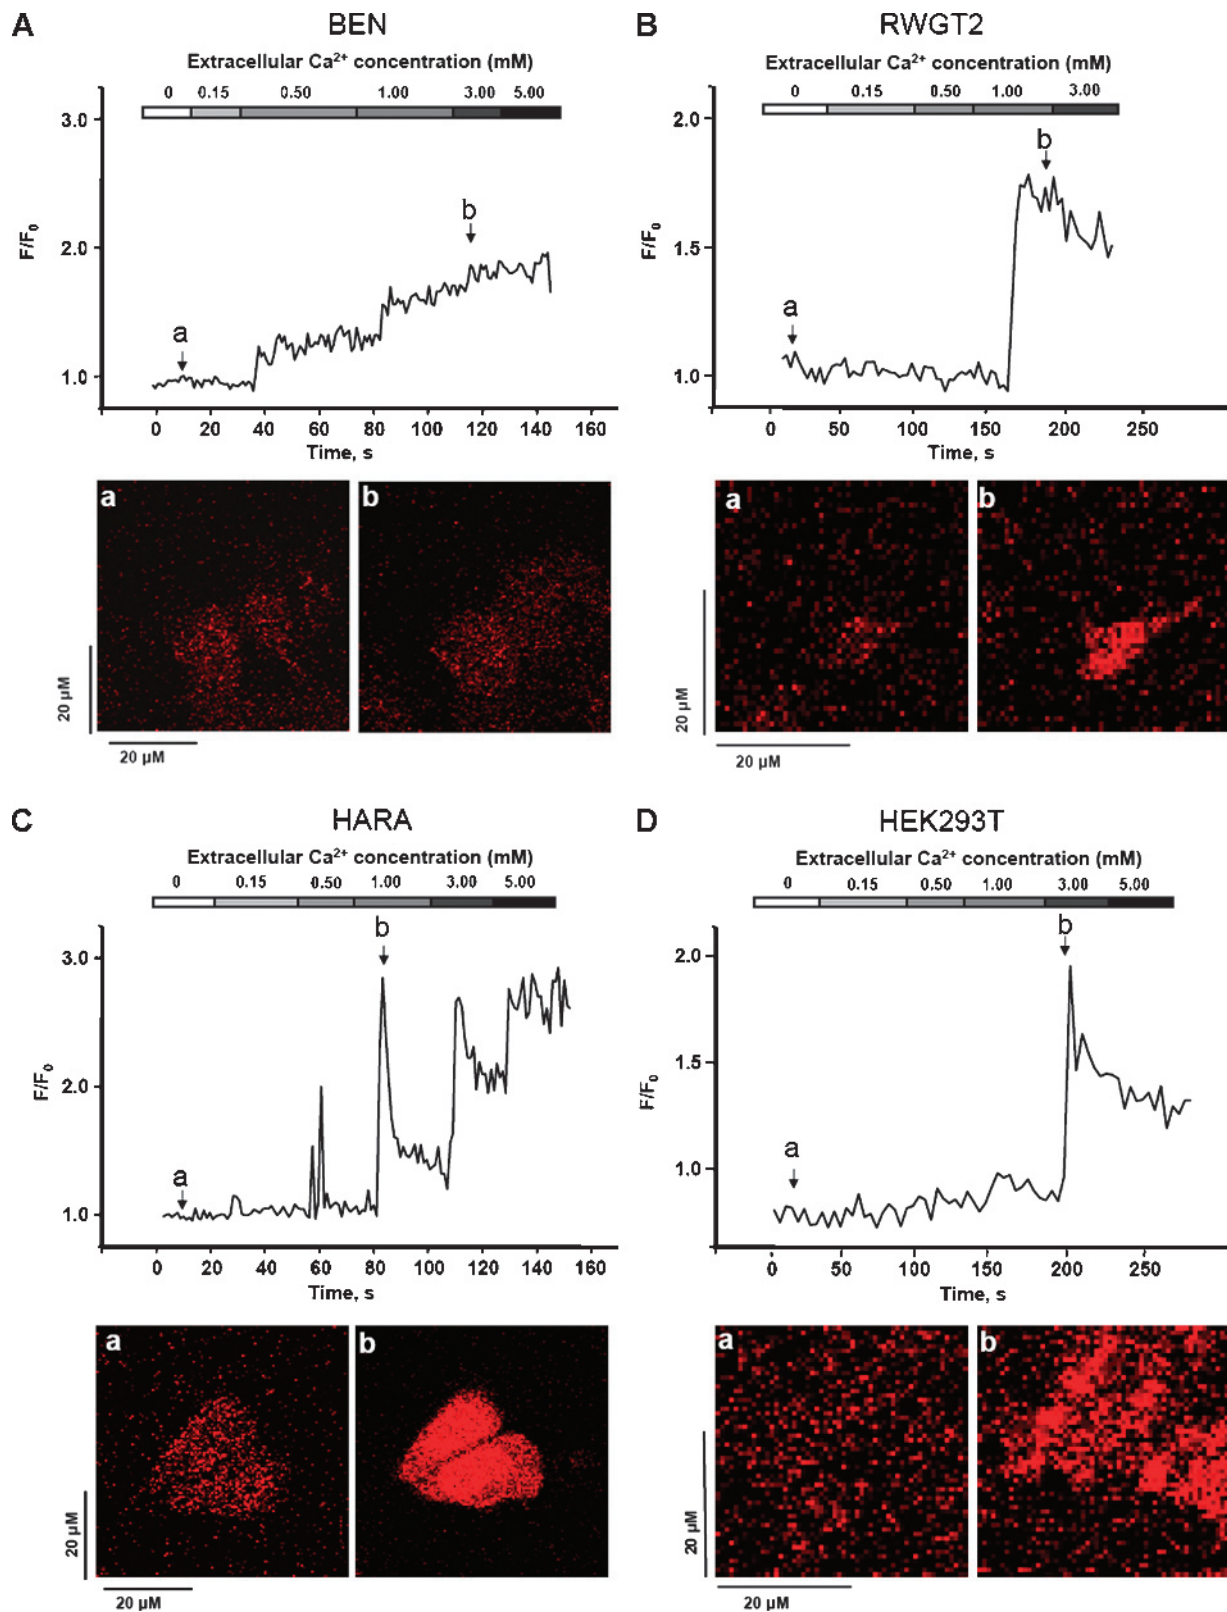 A BEN
Extracellular Ca²⁺ concentration (mM)
0 0.15 0.50 1.00 3.00 5.00
3.0
2.0
1.0
F/F₀
a
b
0 20 40 60 80 100 120 140 160
Time, s
a b
20 µM
20 µM
B RWGT2
Extracellular Ca²⁺ concentration (mM)
0 0.15 0.50 1.00 3.00
2.0
1.5
1.0
F/F₀
a
b
0 50 100 150 200 250
Time, s
a b
20 µM
20 µM
C HARA
Extracellular Ca²⁺ concentration (mM)
0 0.15 0.50 1.00 3.00 5.00
3.0
2.0
1.0
F/F₀
a
b
0 20 40 60 80 100 120 140 160
Time, s
a b
20 µM
20 µM
D HEK293T
Extracellular Ca²⁺ concentration (mM)
0 0.15 0.50 1.00 3.00 5.00
2.0
1.5
1.0
F/F₀
a
b
0 50 100 150 200 250
Time, s
a b
20 µM
20 µM